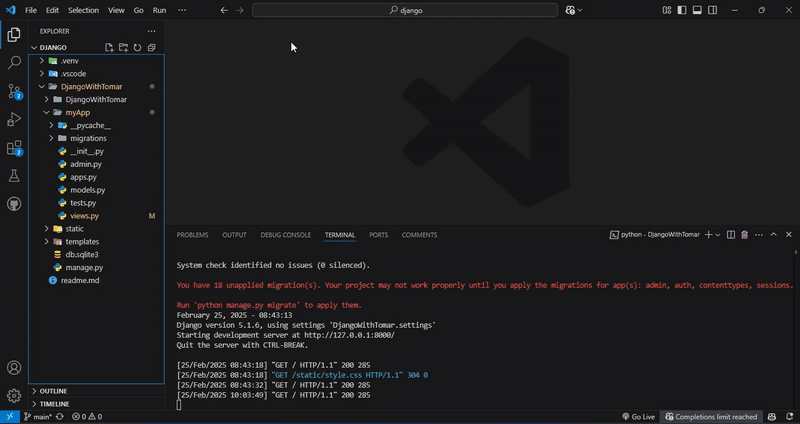 File Edit Selection View Go Run ···
django
EXPLORER
DJANGO
.venv
.vscode
DjangoWithTomar
DjangoWithTomar
myApp
__pycache__
migrations
__init__.py
admin.py
apps.py
models.py
tests.py
views.py M
static
templates
db.sqlite3
manage.py
readme.md
OUTLINE
TIMELINE
2
2
PROBLEMS OUTPUT DEBUG CONSOLE TERMINAL PORTS COMMENTS
python - DjangoWithTomar
System check identified no issues (0 silenced).
You have 18 unapplied migration(s). Your project may not work properly until you apply the migrations for app(s): admin, auth, contenttypes, sessions.
Run 'python manage.py migrate' to apply them.
February 25, 2025 - 08:43:13
Django version 5.1.6, using settings 'DjangoWithTomar.settings'
Starting development server at http://127.0.0.1:8000/
Quit the server with CTRL-BREAK.
[25/Feb/2025 08:43:18] "GET / HTTP/1.1" 200 285
[25/Feb/2025 08:43:18] "GET /static/style.css HTTP/1.1" 304 0
[25/Feb/2025 08:43:32] "GET / HTTP/1.1" 200 285
[25/Feb/2025 10:03:49] "GET / HTTP/1.1" 200 285
main* 0 0 Go Live Completions limit reached